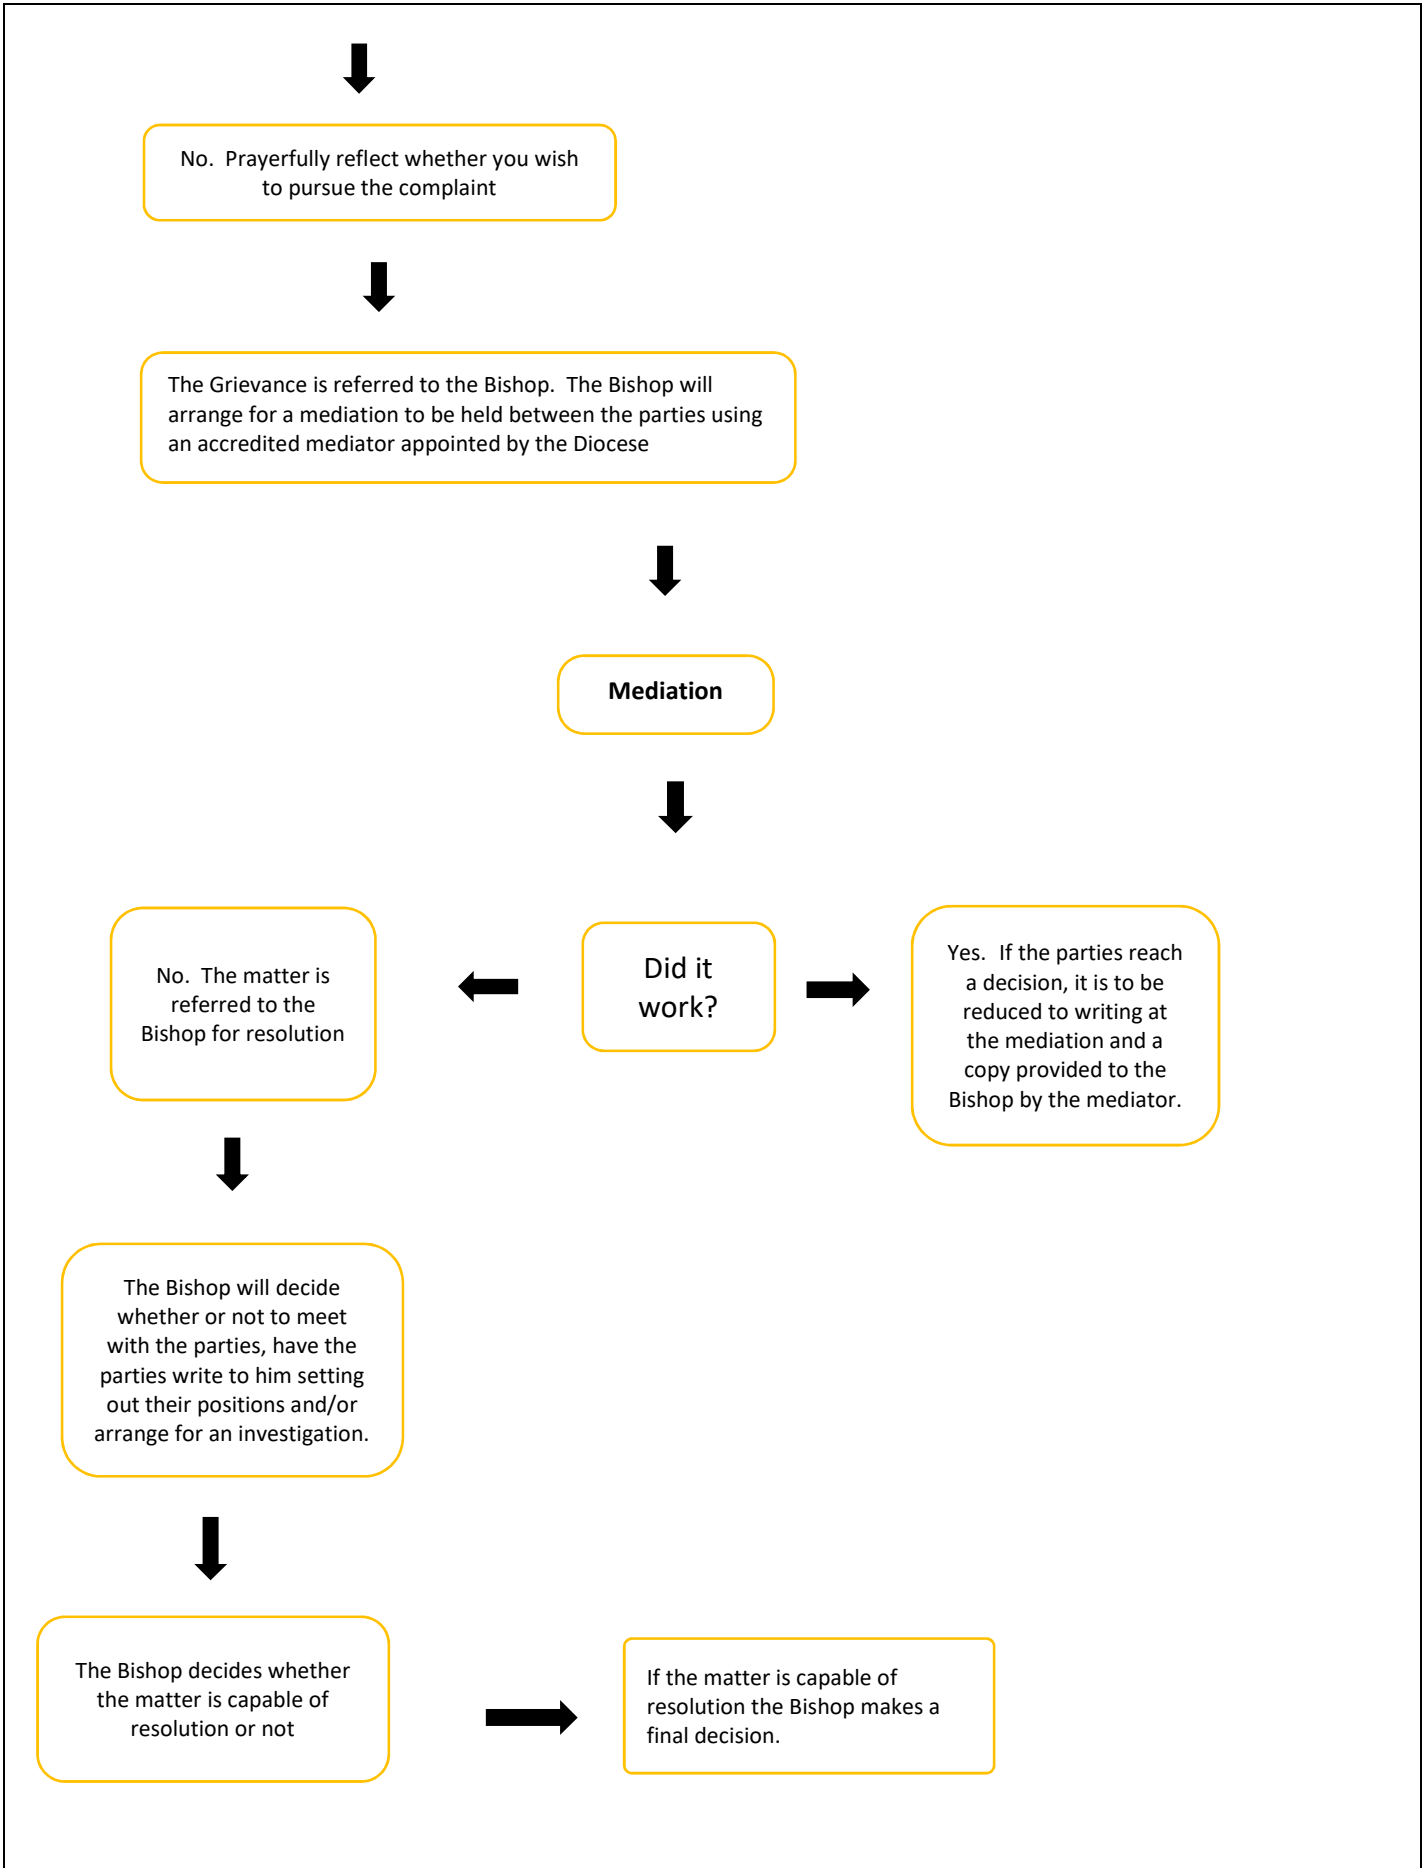 No.  Prayerfully reflect whether you wish
to pursue the complaint
The Grievance is referred to the Bishop.  The Bishop will
arrange for a mediation to be held between the parties using
an accredited mediator appointed by the Diocese
Mediation
Did it
work?
No.  The matter is
referred to the
Bishop for resolution
Yes.  If the parties reach
a decision, it is to be
reduced to writing at
the mediation and a
copy provided to the
Bishop by the mediator.
The Bishop will decide
whether or not to meet
with the parties, have the
parties write to him setting
out their positions and/or
arrange for an investigation.
The Bishop decides whether
the matter is capable of
resolution or not
If the matter is capable of
resolution the Bishop makes a
final decision.